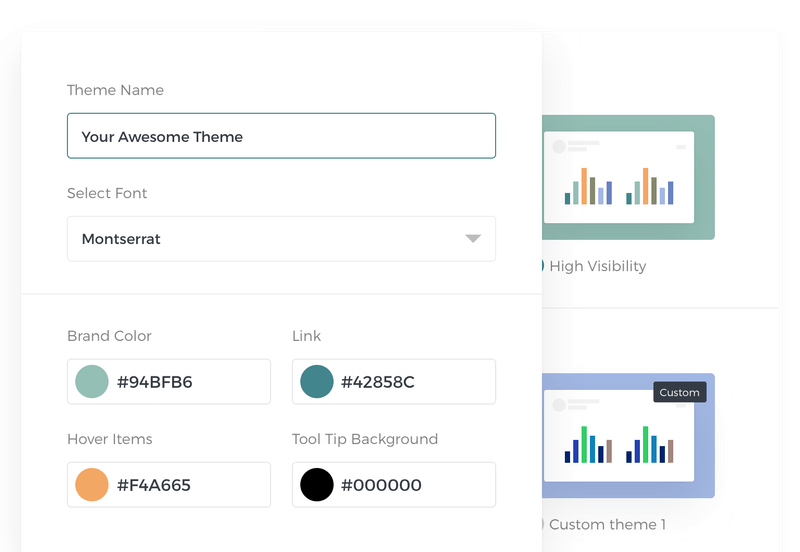 Theme Name
Your Awesome Theme
Select Font
Montserrat
Brand Color
Link
#94BFB6
#42858C
Hover Items
Tool Tip Background
#F4A665
#000000
High Visibility
Custom
Custom theme 1